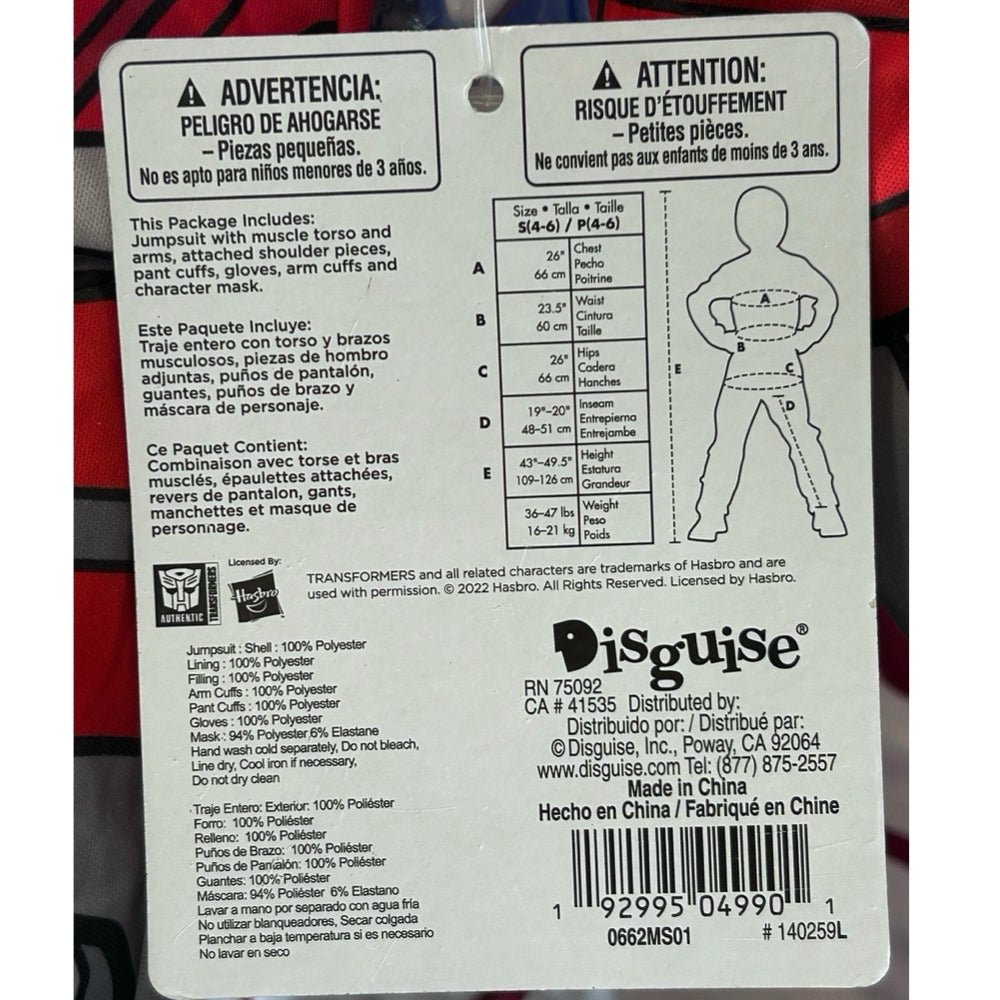 ADVERTENCIA:
PELIGRO DE AHOGARSE
– Piezas pequeñas.
No es apto para niños menores de 3 años.
ATTENTION:
RISQUE D'ÉTOUFFEMENT
– Petites pièces.
Ne convient pas aux enfants de moins de 3 ans.
This Package Includes:
Jumpsuit with muscle torso and
arms, attached shoulder pieces,
pant cuffs, gloves, arm cuffs and
character mask.
Este Paquete Incluye:
Traje entero con torso y brazos
musculosos, piezas de hombro
adjuntas, puños de pantalón,
guantes, puños de brazo y
máscara de personaje.
Ce Paquet Contient:
Combinaison avec torse et bras
musclés, épaulettes attachées,
revers de pantalon, gants,
manchettes et masque de
personnage.
Size • Talla • Taille
S(4-6) / P(4-6)
A
26" Chest
66 cm Pecho
Poitrine
B
23.5" Waist
60 cm Cintura
Taille
C
26" Hips
66 cm Cadera
Hanches
D
19"–20" Inseam
48–51 cm Entrepierna
Entrejambe
E
43"–49.5" Height
109–126 cm Estatura
Grandeur
36–47 lbs Weight
16–21 kg Peso
Poids
A
B
C
D
E
AUTHENTIC
TRANSFORMERS
Licensed By:
Hasbro
TRANSFORMERS and all related characters are trademarks of Hasbro and are
used with permission. © 2022 Hasbro. All Rights Reserved. Licensed by Hasbro.
Jumpsuit : Shell : 100% Polyester
Lining : 100% Polyester
Filling : 100% Polyester
Arm Cuffs : 100% Polyester
Pant Cuffs : 100% Polyester
Gloves : 100% Polyester
Mask : 94% Polyester 6% Elastane
Hand wash cold separately, Do not bleach,
Line dry, Cool iron if necessary,
Do not dry clean
Traje Entero: Exterior: 100% Poliéster
Forro: 100% Poliéster
Relleno: 100% Poliéster
Puños de Brazo: 100% Poliéster
Puños de Pantalón: 100% Poliéster
Guantes: 100% Poliéster
Máscara: 94% Poliéster 6% Elastano
Lavar a mano por separado con agua fría
No utilizar blanqueadores, Secar colgada
Planchar a baja temperatura si es necesario
No lavar en seco
Disguise®
RN 75092
CA # 41535 Distributed by:
Distribuido por: / Distribué par:
© Disguise, Inc., Poway, CA 92064
www.disguise.com Tel: (877) 875-2557
Made in China
Hecho en China / Fabriqué en Chine
1 92995 04990 1
0662MS01 # 140259L